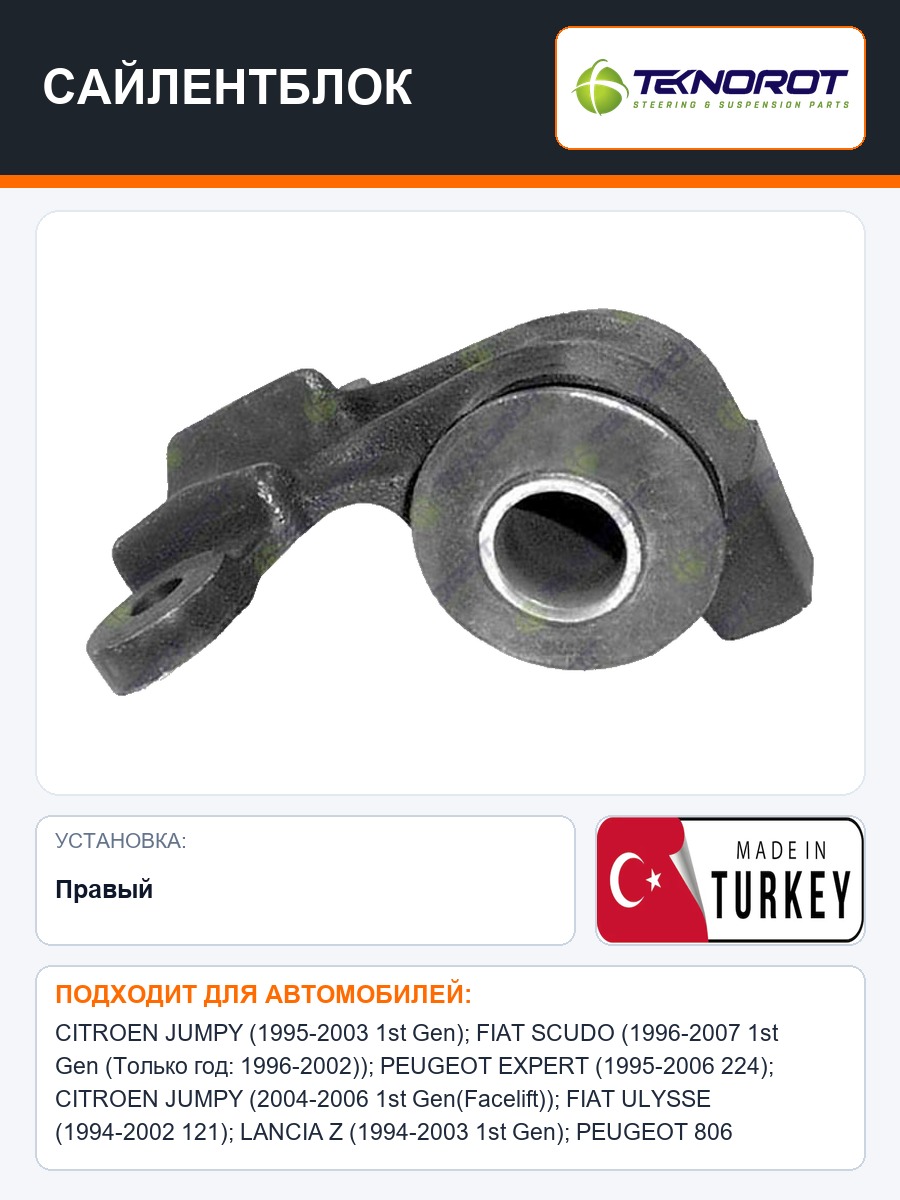 САЙЛЕНТБЛОК
TEKNOROT
STEERING & SUSPENSION PARTS
УСТАНОВКА:
Правый
MADE IN
TURKEY
ПОДХОДИТ ДЛЯ АВТОМОБИЛЕЙ:
CITROEN JUMPY (1995-2003 1st Gen); FIAT SCUDO (1996-2007 1st
Gen (Только год: 1996-2002)); PEUGEOT EXPERT (1995-2006 224);
CITROEN JUMPY (2004-2006 1st Gen(Facelift)); FIAT ULYSSE
(1994-2002 121); LANCIA Z (1994-2003 1st Gen); PEUGEOT 806